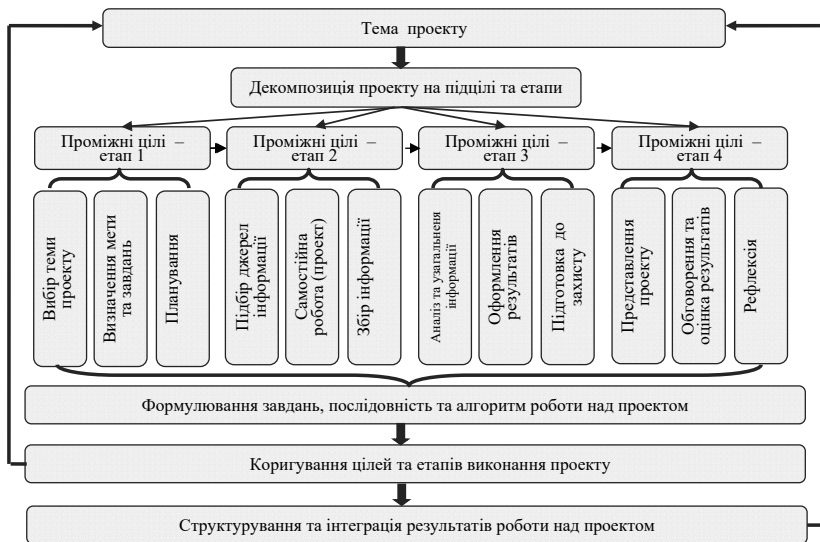 Тема проекту
Декомпозиція проекту на підцілі та етапи
Проміжні цілі –
етап 1
Проміжні цілі –
етап 2
Проміжні цілі –
етап 3
Проміжні цілі –
етап 4
Вибір теми
проекту
Визначення мети
та завдань
Планування
Підбір джерел
інформації
Самостійна
робота (проект)
Збір інформації
Аналіз та узагальненя
інформації
Оформлення
результатів
Підготовка до
захисту
Представлення
проекту
Обговорення та
оцінка результатів
Рефлексія
Формулювання завдань, послідовність та алгоритм роботи над проектом
Коригування цілей та етапів виконання проекту
Структурування та інтеграція результатів роботи над проектом